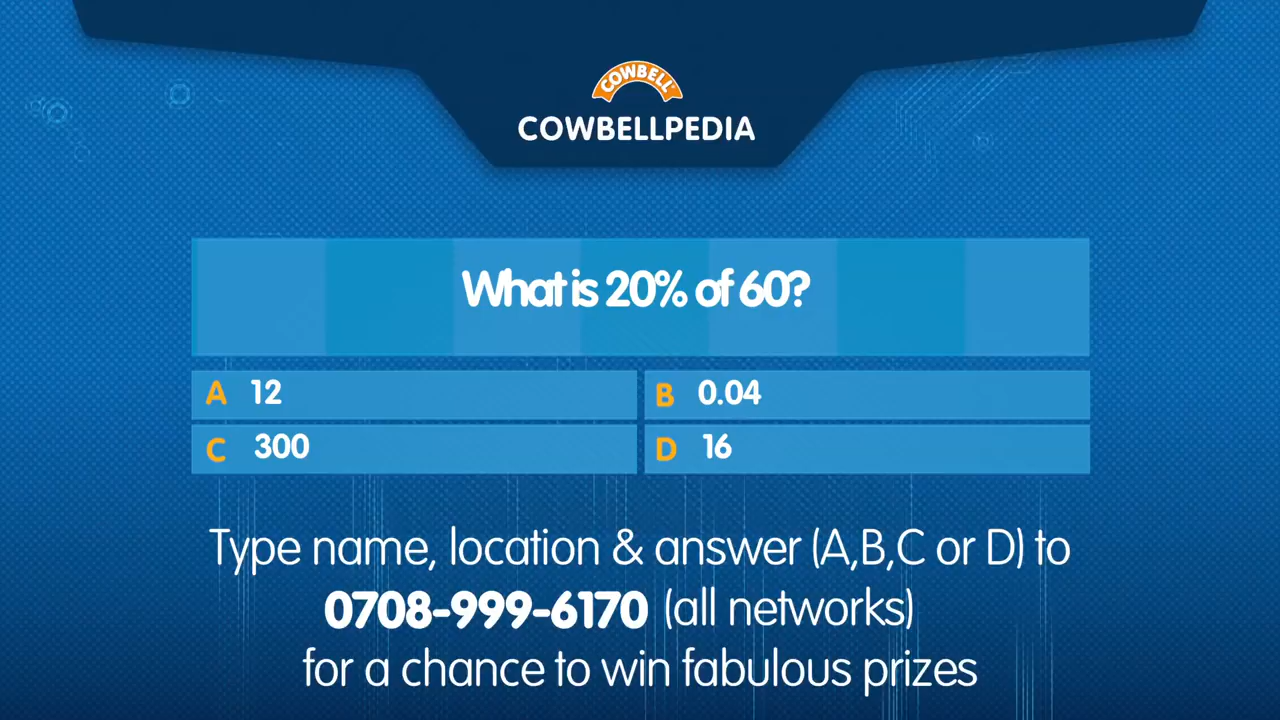 COWBELL
COWBELLPEDIA
What is 20% of 60?
A 12
B 0.04
C 300
D 16
Type name, location & answer (A,B,C or D) to
0708-999-6170 (all networks)
for a chance to win fabulous prizes